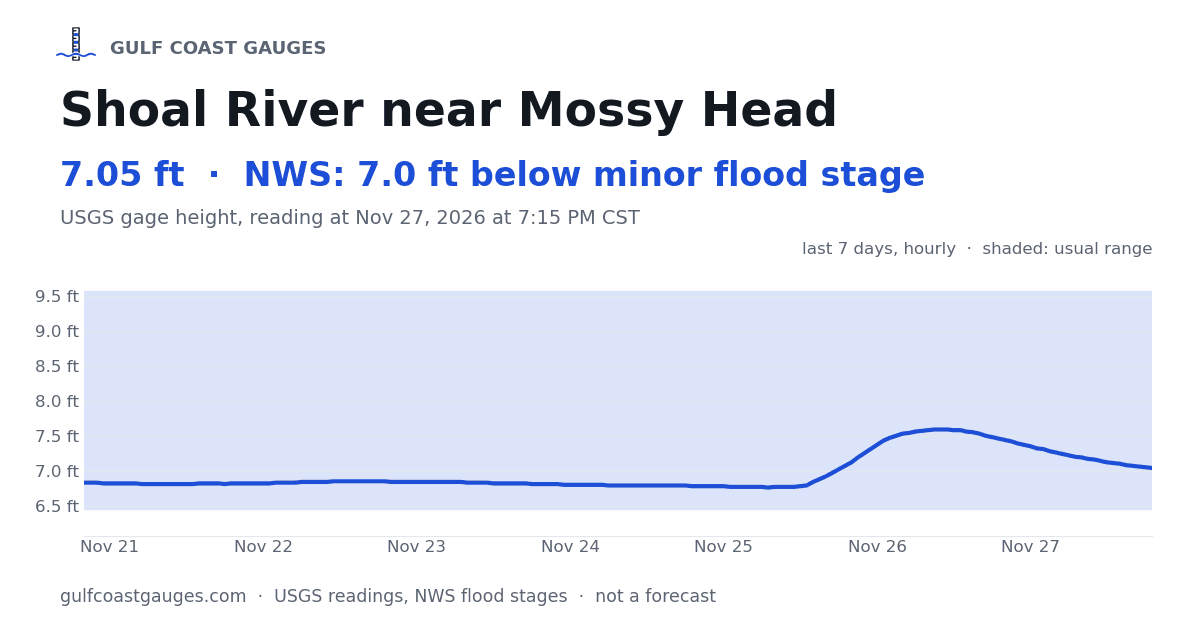 GULF COAST GAUGES
Shoal River near Mossy Head
7.05 ft · NWS: 7.0 ft below minor flood stage
USGS gage height, reading at Nov 27, 2026 at 7:15 PM CST
last 7 days, hourly · shaded: usual range
9.5 ft
9.0 ft
8.5 ft
8.0 ft
7.5 ft
7.0 ft
6.5 ft
Nov 21 Nov 22 Nov 23 Nov 24 Nov 25 Nov 26 Nov 27
gulfcoastgauges.com · USGS readings, NWS flood stages · not a forecast